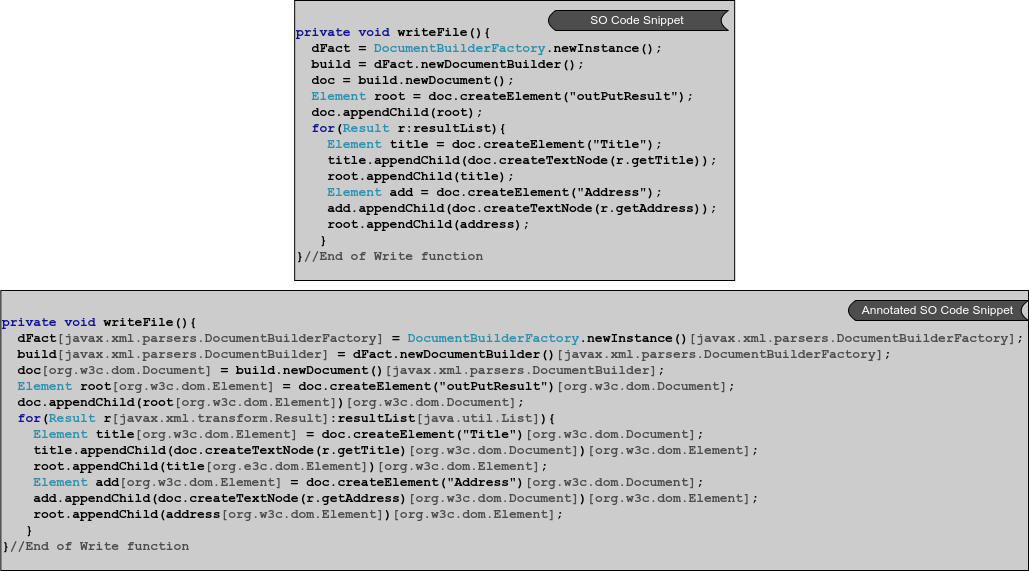 SO Code Snippet
private void writeFile(){
dFact = DocumentBuilderFactory.newInstance();
build = dFact.newDocumentBuilder();
doc = build.newDocument();
Element root = doc.createElement("outPutResult");
doc.appendChild(root);
for(Result r:resultList){
Element title = doc.createElement("Title");
title.appendChild(doc.createTextNode(r.getTitle));
root.appendChild(title);
Element add = doc.createElement("Address");
add.appendChild(doc.createTextNode(r.getAddress));
root.appendChild(address);
}
}//End of Write function
Annotated SO Code Snippet
private void writeFile(){
dFact[javax.xml.parsers.DocumentBuilderFactory] = DocumentBuilderFactory.newInstance()[javax.xml.parsers.DocumentBuilderFactory];
build[javax.xml.parsers.DocumentBuilder] = dFact.newDocumentBuilder()[javax.xml.parsers.DocumentBuilderFactory];
doc[org.w3c.dom.Document] = build.newDocument()[javax.xml.parsers.DocumentBuilder];
Element root[org.w3c.dom.Element] = doc.createElement("outPutResult")[org.w3c.dom.Document];
doc.appendChild(root[org.w3c.dom.Element])[org.w3c.dom.Document];
for(Result r[javax.xml.transform.Result]:resultList[java.util.List]){
Element title[org.w3c.dom.Element] = doc.createElement("Title")[org.w3c.dom.Document];
title.appendChild(doc.createTextNode(r.getTitle)[org.w3c.dom.Document])[org.w3c.dom.Element];
root.appendChild(title[org.e3c.dom.Element])[org.w3c.dom.Element];
Element add[org.w3c.dom.Element] = doc.createElement("Address")[org.w3c.dom.Document];
add.appendChild(doc.createTextNode(r.getAddress)[org.w3c.dom.Document])[org.w3c.dom.Element];
root.appendChild(address[org.w3c.dom.Element])[org.w3c.dom.Element];
}
}//End of Write function